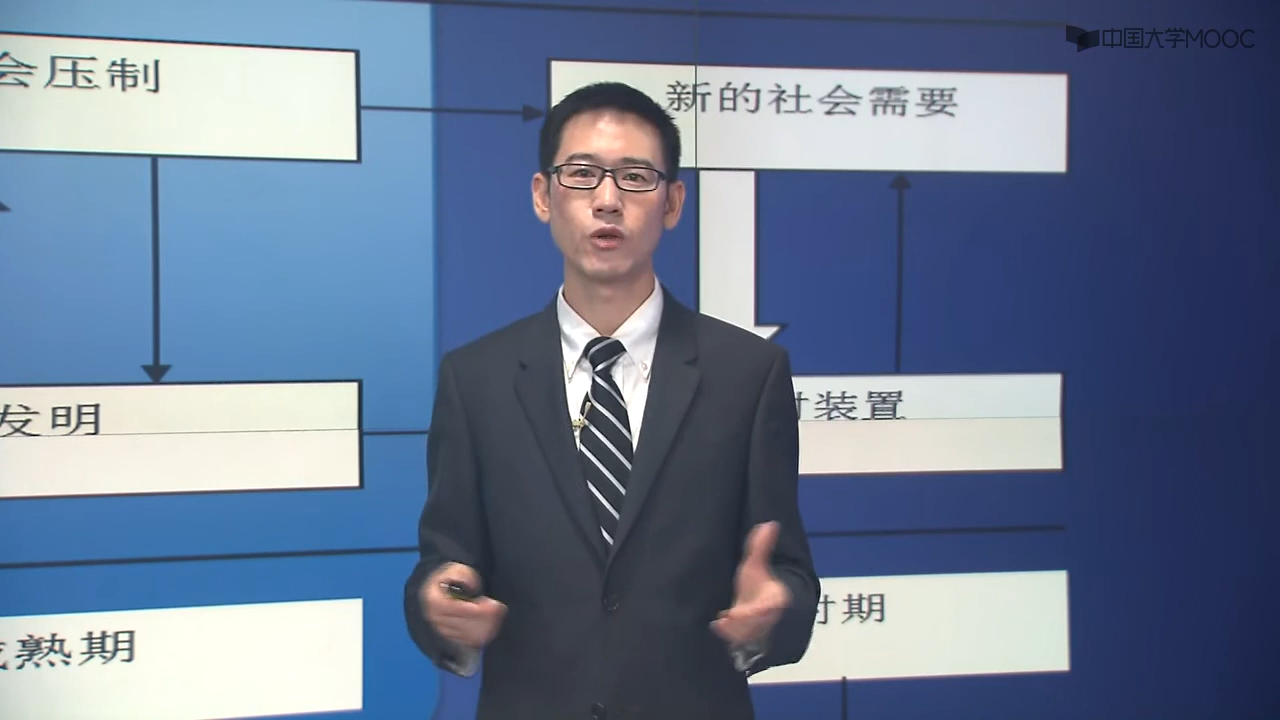 中国大学MOOC
会压制
新的社会需要
发明
装置
熟期
时期